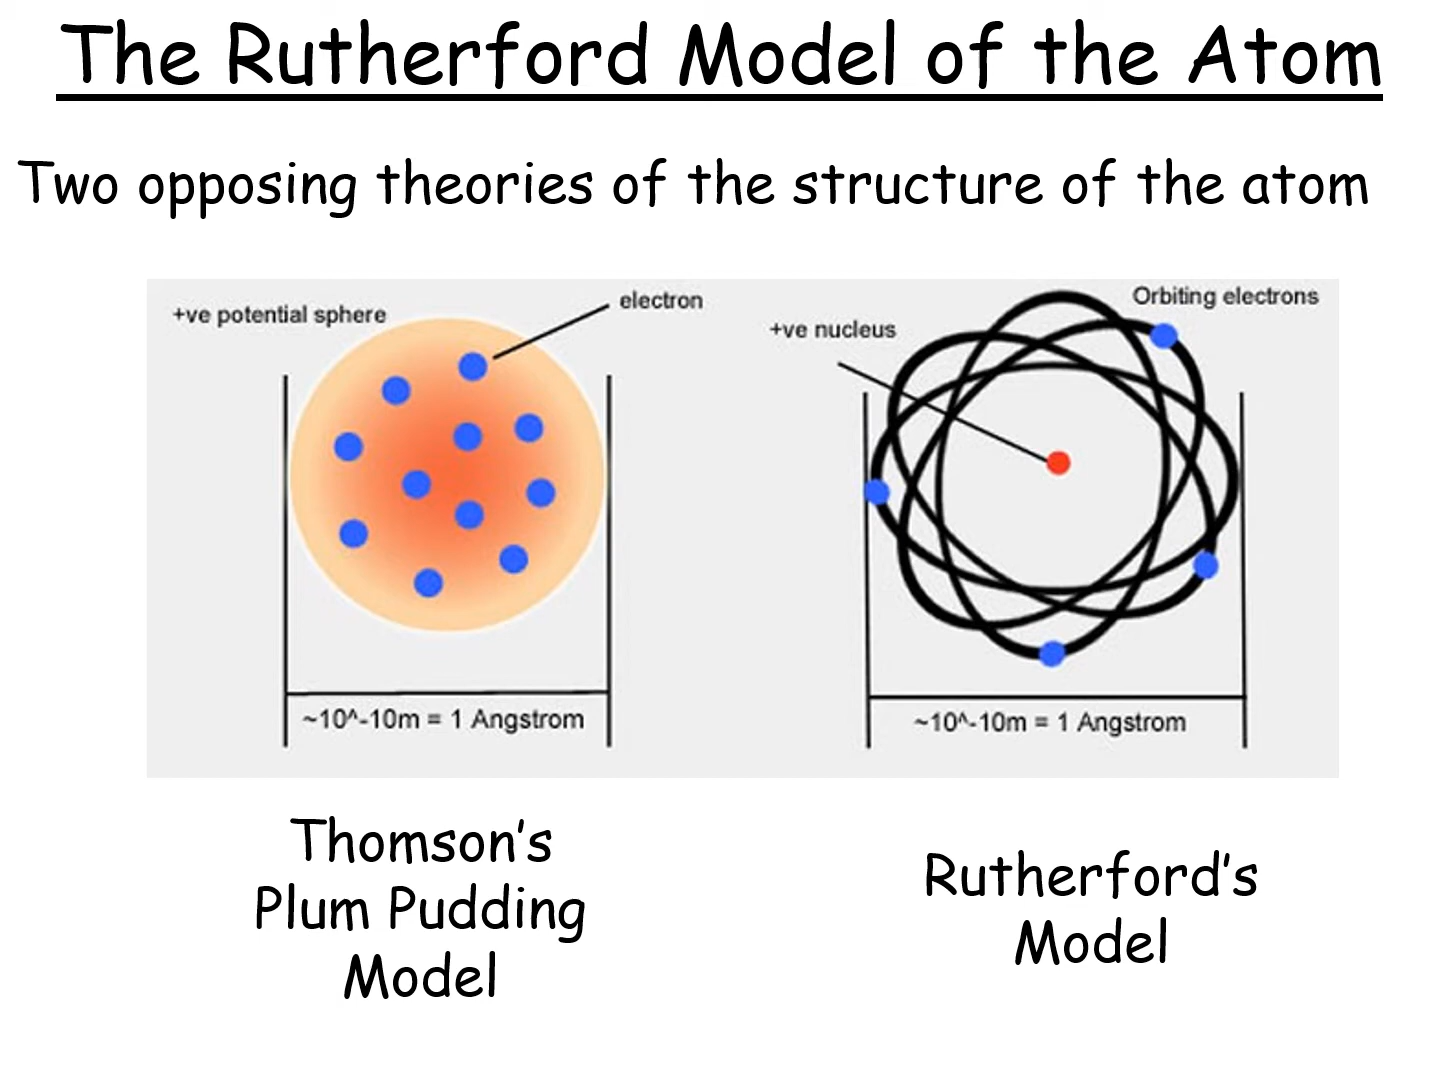 The Rutherford Model of the Atom
Two opposing theories of the structure of the atom
+ve potential sphere
electron
~10^-10m = 1 Angstrom
+ve nucleus
Orbiting electrons
~10^-10m = 1 Angstrom
Thomson's
Plum Pudding
Model
Rutherford's
Model